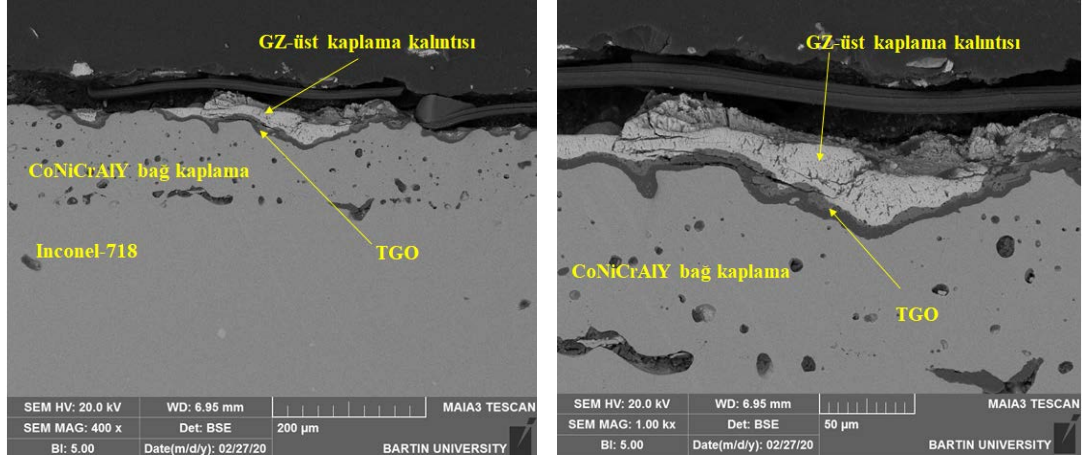 GZ-üst kaplama kalıntısı
CoNiCrAlY bağ kaplama
Inconel-718
TGO
SEM HV: 20.0 kV
WD: 6.95 mm
MAIA3 TESCAN
SEM MAG: 400 x
Det: BSE
200 µm
BI: 5.00
Date(m/d/y): 02/27/20
BARTIN UNIVERSITY
GZ-üst kaplama kalıntısı
CoNiCrAlY bağ kaplama
TGO
SEM HV: 20.0 kV
WD: 6.95 mm
MAIA3 TESCAN
SEM MAG: 1.00 kx
Det: BSE
50 µm
BI: 5.00
Date(m/d/y): 02/27/20
BARTIN UNIVERSITY